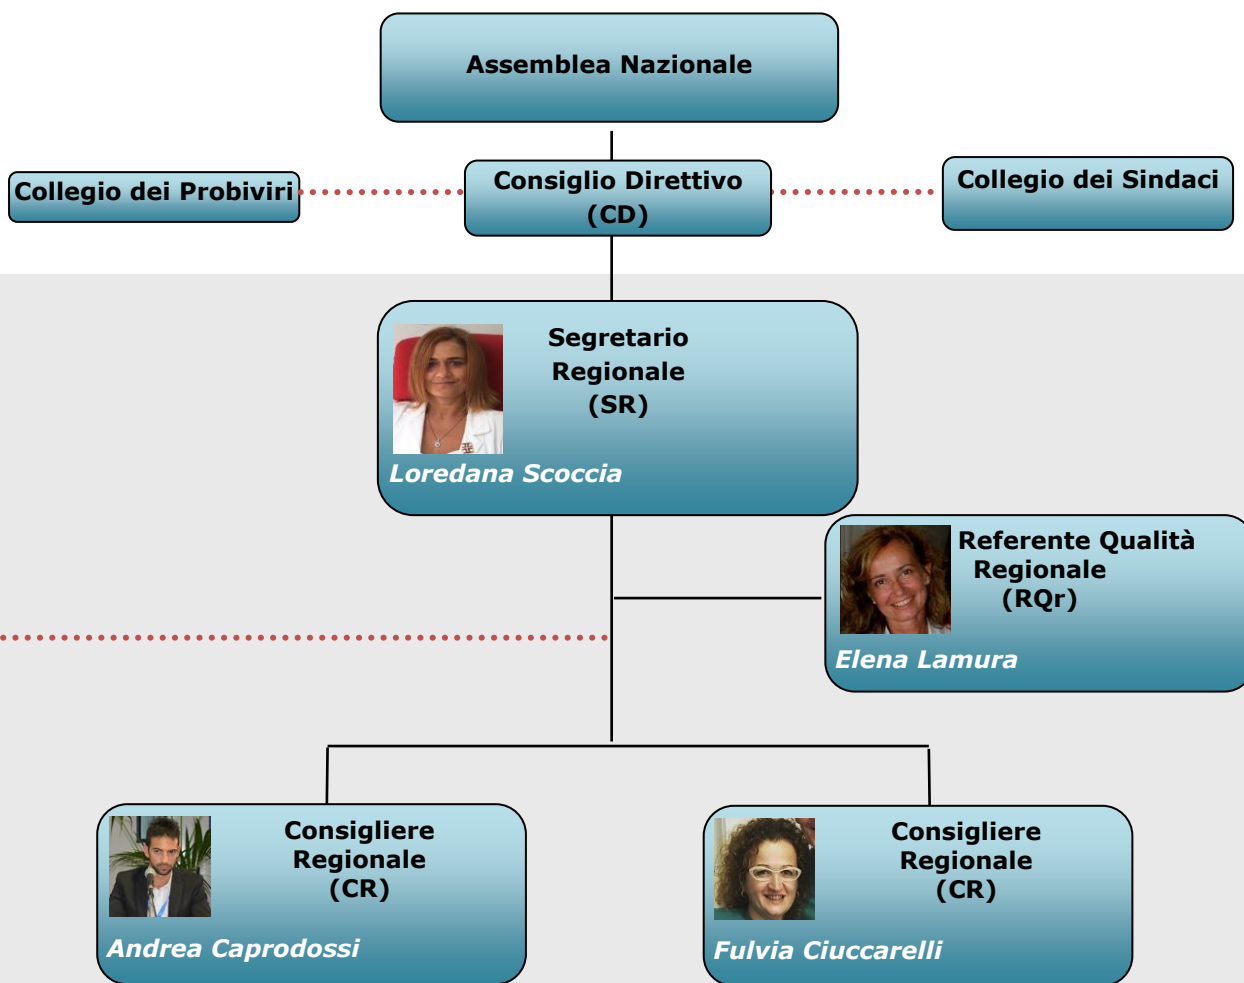 Assemblea Nazionale
Collegio dei Probiviri
Consiglio Direttivo
(CD)
Collegio dei Sindaci
Segretario
Regionale
(SR)
Loredana Scoccia
Referente Qualità
Regionale
(RQr)
Elena Lamura
Consigliere
Regionale
(CR)
Andrea Caprodossi
Consigliere
Regionale
(CR)
Fulvia Ciuccarelli